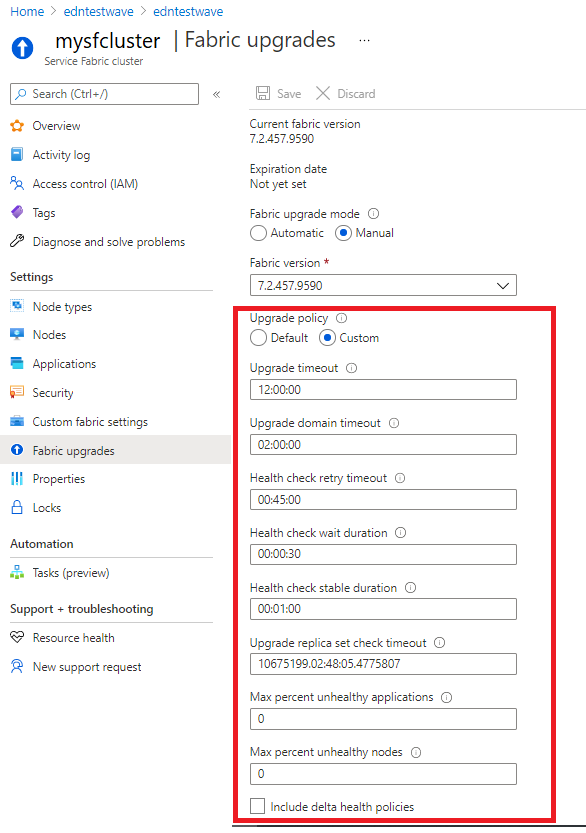 Home > edntestwave > edntestwave
mysfcluster | Fabric upgrades ...
Service Fabric cluster
Search (Ctrl+/)
«
Overview
Activity log
Access control (IAM)
Tags
Diagnose and solve problems
Settings
Node types
Nodes
Applications
Security
Custom fabric settings
Fabric upgrades
Properties
Locks
Automation
Tasks (preview)
Support + troubleshooting
Resource health
New support request
Save Discard
Current fabric version
7.2.457.9590
Expiration date
Not yet set
Fabric upgrade mode
Automatic Manual
Fabric version *
7.2.457.9590
Upgrade policy
Default Custom
Upgrade timeout
12:00:00
Upgrade domain timeout
02:00:00
Health check retry timeout
00:45:00
Health check wait duration
00:00:30
Health check stable duration
00:01:00
Upgrade replica set check timeout
10675199.02:48:05.4775807
Max percent unhealthy applications
0
Max percent unhealthy nodes
0
Include delta health policies